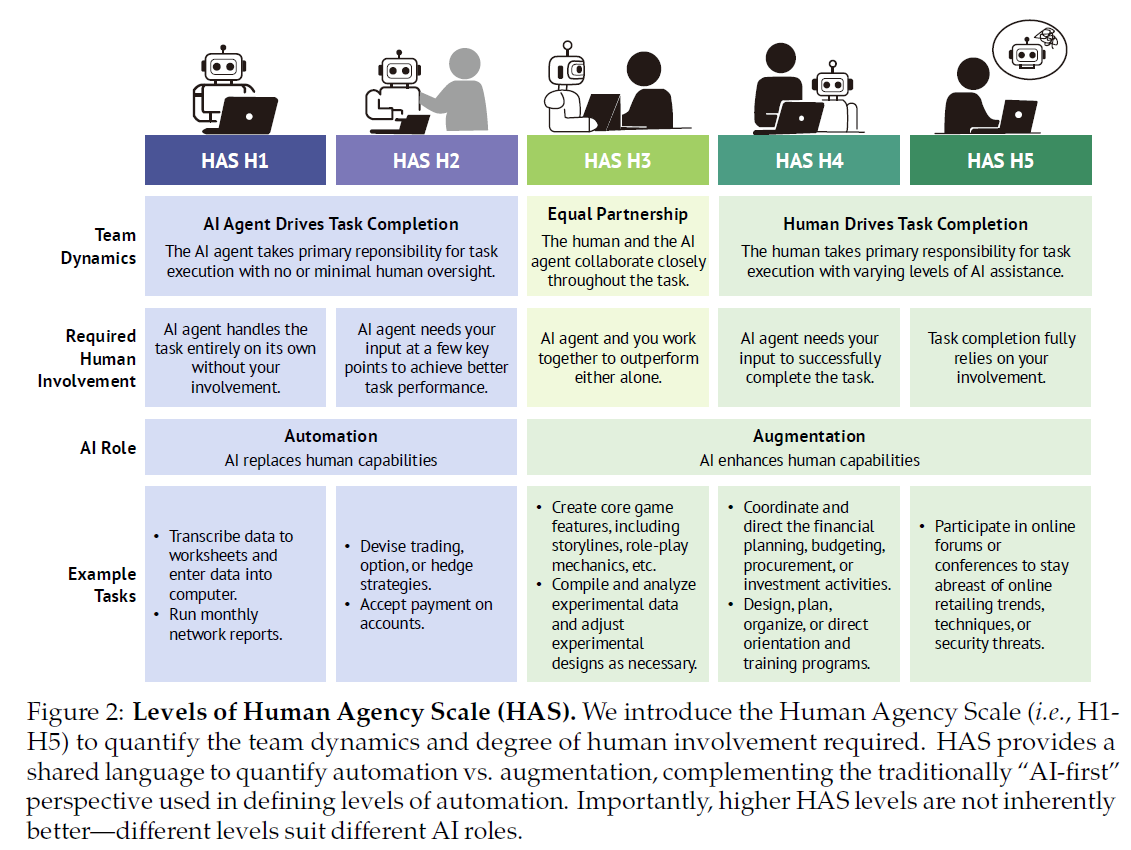 HAS H1
HAS H2
HAS H3
HAS H4
HAS H5
Team
Dynamics
AI Agent Drives Task Completion
The AI agent takes primary reponsibility for task
execution with no or minimal human oversight.
Equal Partnership
The human and the AI
agent collaborate closely
throughout the task.
Human Drives Task Completion
The human takes primary responsibility for task
execution with varying levels of AI assistance.
Required
Human
Involvement
AI agent handles the
task entirely on its own
without your
involvement.
AI agent needs your
input at a few key
points to achieve better
task performance.
AI agent and you work
together to outperform
either alone.
AI agent needs your
input to successfully
complete the task.
Task completion fully
relies on your
involvement.
AI Role
Automation
AI replaces human capabilities
Augmentation
AI enhances human capabilities
Example
Tasks
• Transcribe data to
worksheets and
enter data into
computer.
• Run monthly
network reports.
• Devise trading,
option, or hedge
strategies.
• Accept payment on
accounts.
• Create core game
features, including
storylines, role-play
mechanics, etc.
• Compile and analyze
experimental data
and adjust
experimental
designs as necessary.
• Coordinate and
direct the financial
planning, budgeting,
procurement, or
investment activities.
• Design, plan,
organize, or direct
orientation and
training programs.
• Participate in online
forums or
conferences to stay
abreast of online
retailing trends,
techniques, or
security threats.
Figure 2: Levels of Human Agency Scale (HAS). We introduce the Human Agency Scale (i.e., H1-
H5) to quantify the team dynamics and degree of human involvement required. HAS provides a
shared language to quantify automation vs. augmentation, complementing the traditionally “AI-first”
perspective used in defining levels of automation. Importantly, higher HAS levels are not inherently
better—different levels suit different AI roles.